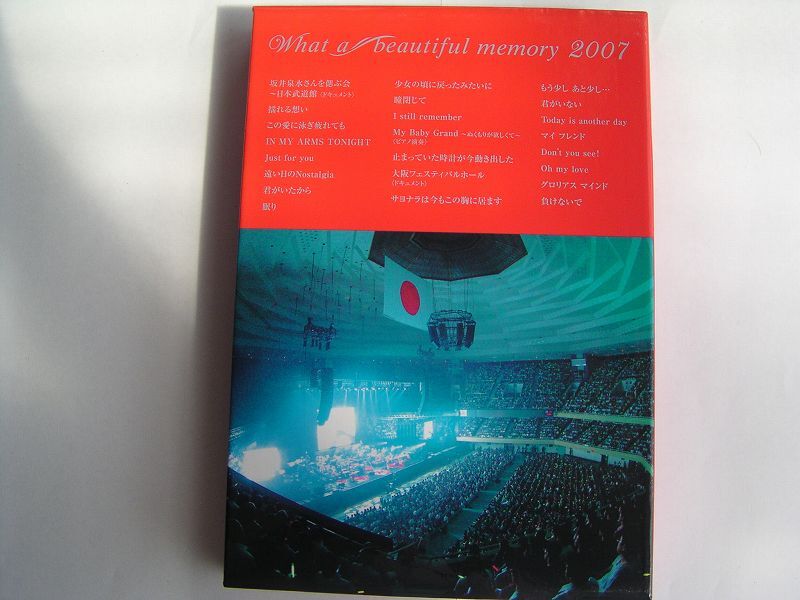 What a beautiful memory 2007
坂井泉水さんを偲ぶ会
~日本武道館〈ドキュメント〉
揺れる想い
この愛に泳ぎ疲れても
IN MY ARMS TONIGHT
Just for you
遠い日のNostalgia
君がいたから
眠り
少女の頃に戻ったみたいに
瞳閉じて
I still remember
My Baby Grand ~ぬくもりが欲しくて~
〈ピアノ演奏〉
止まっていた時計が今動き出した
大阪フェスティバルホール
〈ドキュメント〉
サヨナラは今もこの胸に居ます
もう少し あと少し…
君がいない
Today is another day
マイ フレンド
Don't you see!
Oh my love
グロリアス マインド
負けないで